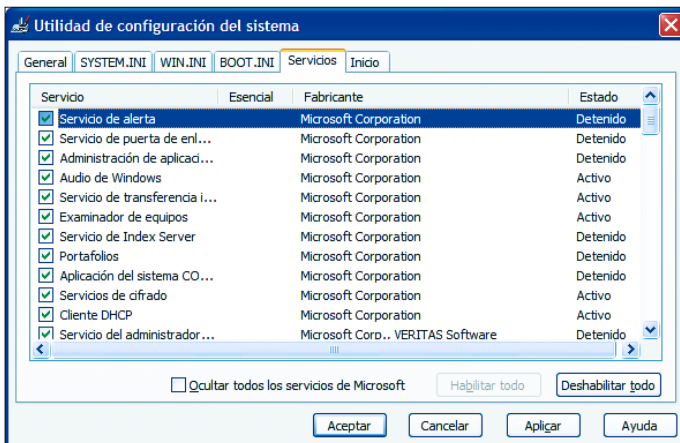 Utilidad de configuración del sistema
General SYSTEM.INI WIN.INI BOOT.INI Servicios Inicio
Servicio Esencial Fabricante Estado
Servicio de alerta Microsoft Corporation Detenido
Servicio de puerta de enl... Microsoft Corporation Detenido
Administración de aplicaci... Microsoft Corporation Detenido
Audio de Windows Microsoft Corporation Activo
Servicio de transferencia i... Microsoft Corporation Activo
Examinador de equipos Microsoft Corporation Activo
Servicio de Index Server Microsoft Corporation Detenido
Portafolios Microsoft Corporation Detenido
Aplicación del sistema CO... Microsoft Corporation Detenido
Servicios de cifrado Microsoft Corporation Activo
Cliente DHCP Microsoft Corporation Activo
Servicio del administrador... Microsoft Corp., VERITAS Software Detenido
Ocultar todos los servicios de Microsoft Habilitar todo Deshabilitar todo
Aceptar Cancelar Aplicar Ayuda